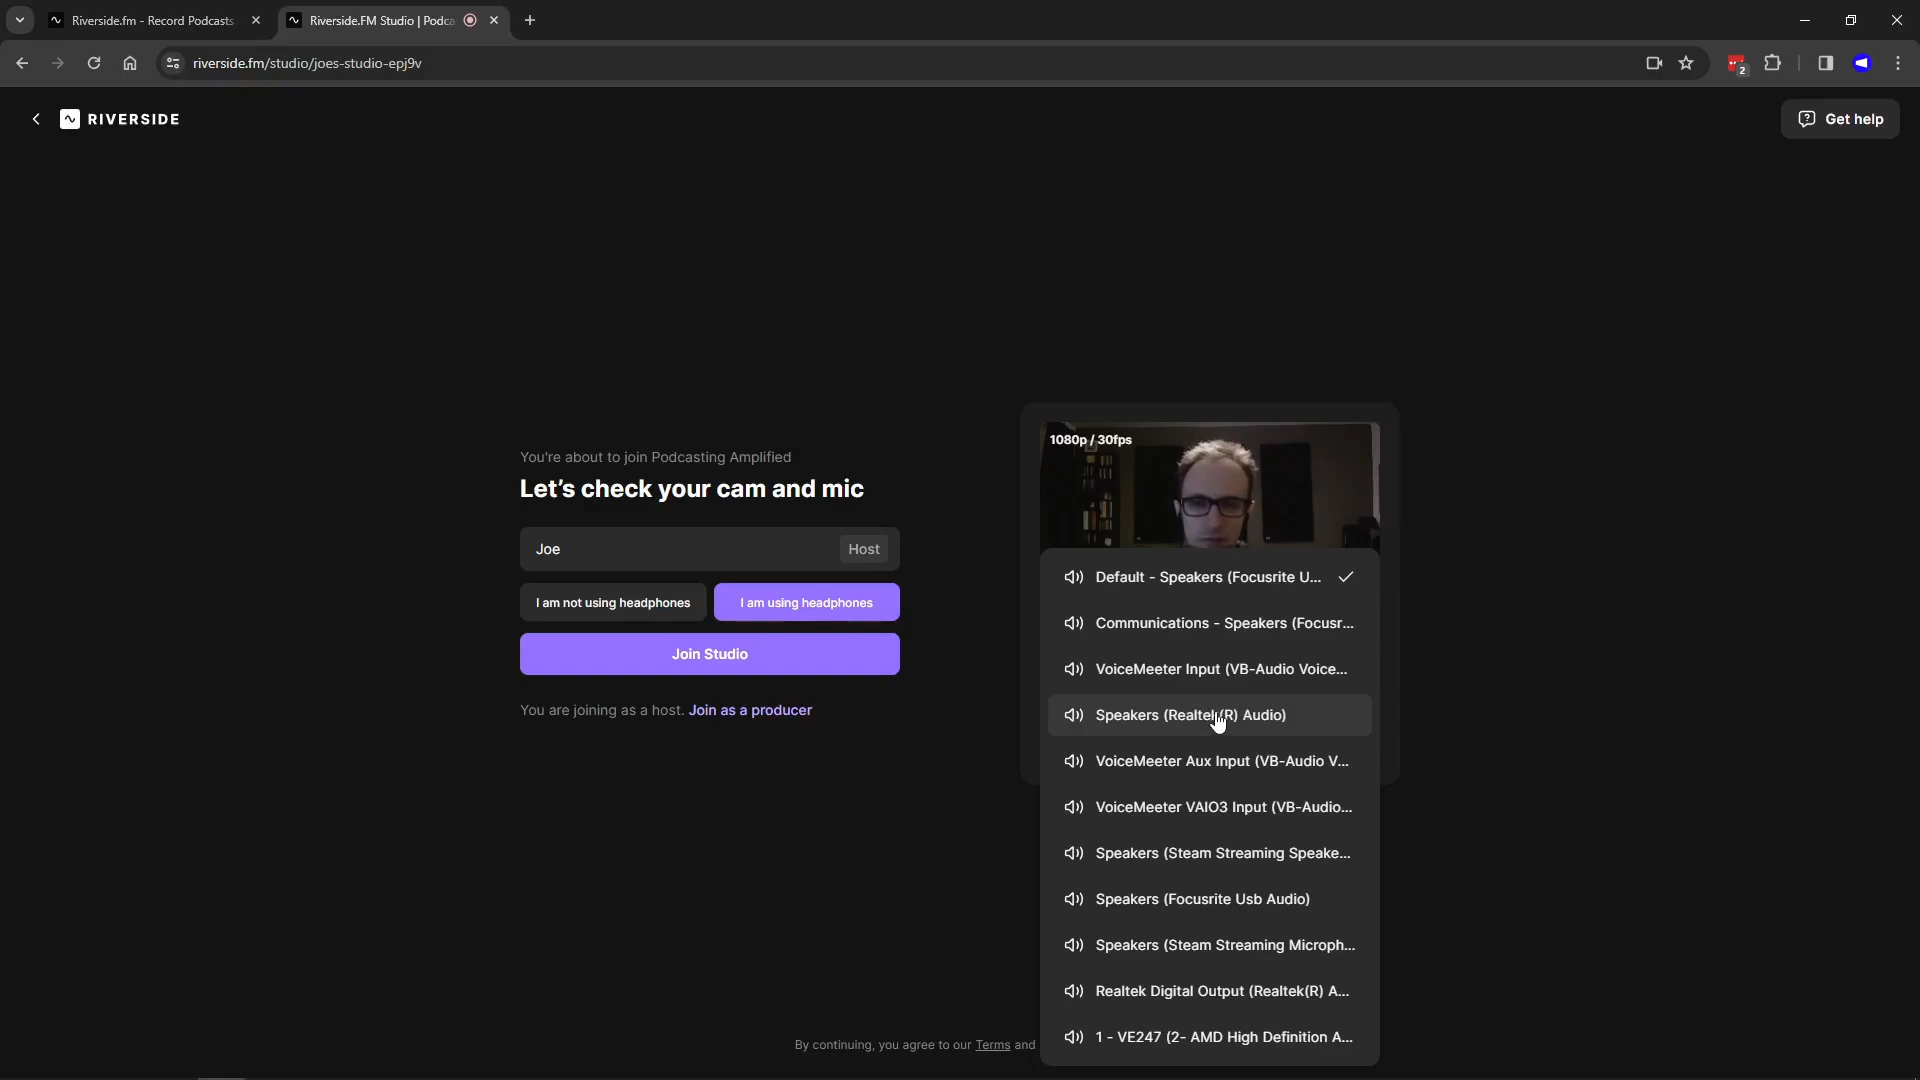 Riverside.fm - Record Podcasts
Riverside.FM Studio | Podca
riverside.fm/studio/joes-studio-epj9v
2
RIVERSIDE
Get help
You're about to join Podcasting Amplified
Let's check your cam and mic
Joe
Host
I am not using headphones
I am using headphones
Join Studio
You are joining as a host. Join as a producer
1080p / 30fps
Default - Speakers (Focusrite U...
Communications - Speakers (Focusr...
VoiceMeeter Input (VB-Audio Voice...
Speakers (Realtek(R) Audio)
VoiceMeeter Aux Input (VB-Audio V...
VoiceMeeter VAIO3 Input (VB-Audio...
Speakers (Steam Streaming Speake...
Speakers (Focusrite Usb Audio)
Speakers (Steam Streaming Microph...
Realtek Digital Output (Realtek(R) A...
1 - VE247 (2- AMD High Definition A...
By continuing, you agree to our Terms and